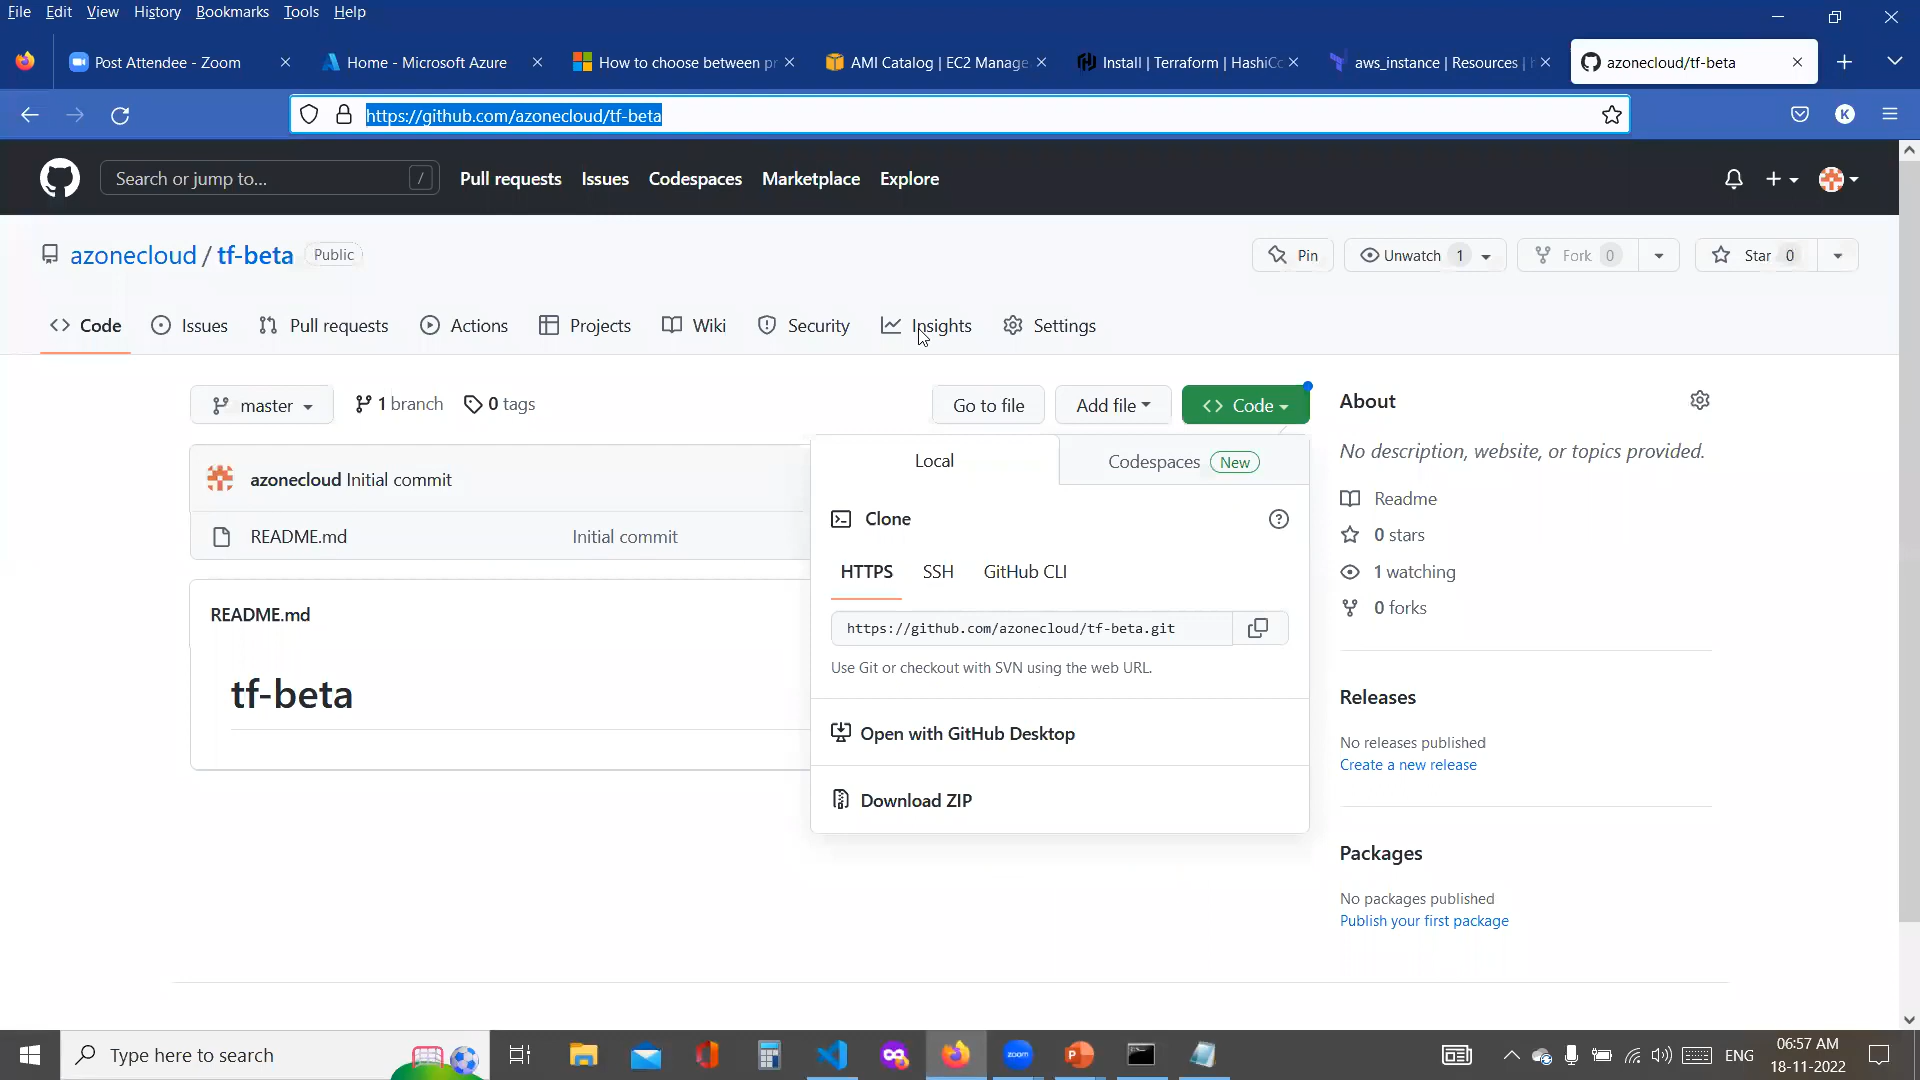 File Edit View History Bookmarks Tools Help
Post Attendee - Zoom
Home - Microsoft Azure
How to choose between pr
AMI Catalog | EC2 Manage
Install | Terraform | HashiCo
aws_instance | Resources | h
azonecloud/tf-beta
https://github.com/azonecloud/tf-beta
K
Search or jump to... /
Pull requests Issues Codespaces Marketplace Explore
azonecloud / tf-beta Public
Pin Unwatch 1 Fork 0 Star 0
Code Issues Pull requests Actions Projects Wiki Security Insights Settings
master 1 branch 0 tags Go to file Add file Code
azonecloud Initial commit
README.md Initial commit
README.md
tf-beta
Local Codespaces New
Clone
HTTPS SSH GitHub CLI
https://github.com/azonecloud/tf-beta.git
Use Git or checkout with SVN using the web URL.
Open with GitHub Desktop
Download ZIP
About
No description, website, or topics provided.
Readme
0 stars
1 watching
0 forks
Releases
No releases published
Create a new release
Packages
No packages published
Publish your first package
Type here to search
zoom
ENG
06:57 AM
18-11-2022